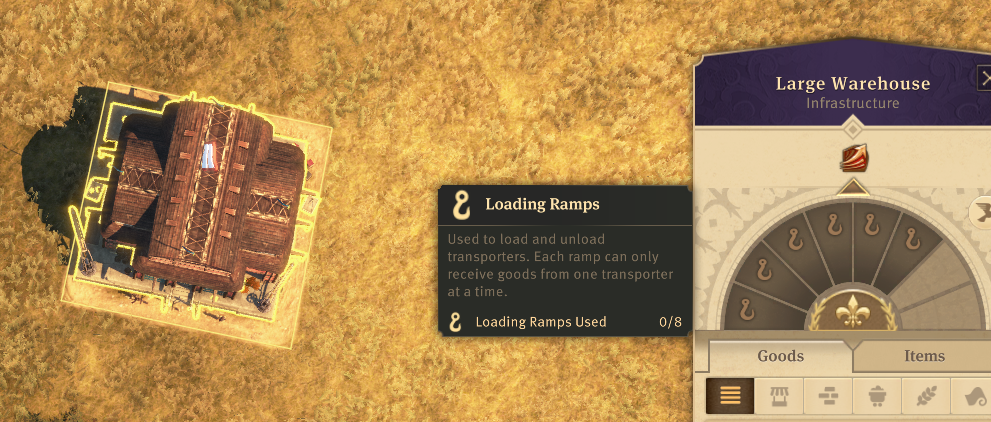 Large Warehouse
Infrastructure
Loading Ramps
Used to load and unload
transporters. Each ramp can only
receive goods from one transporter
at a time.
Loading Ramps Used 0/8
Goods Items